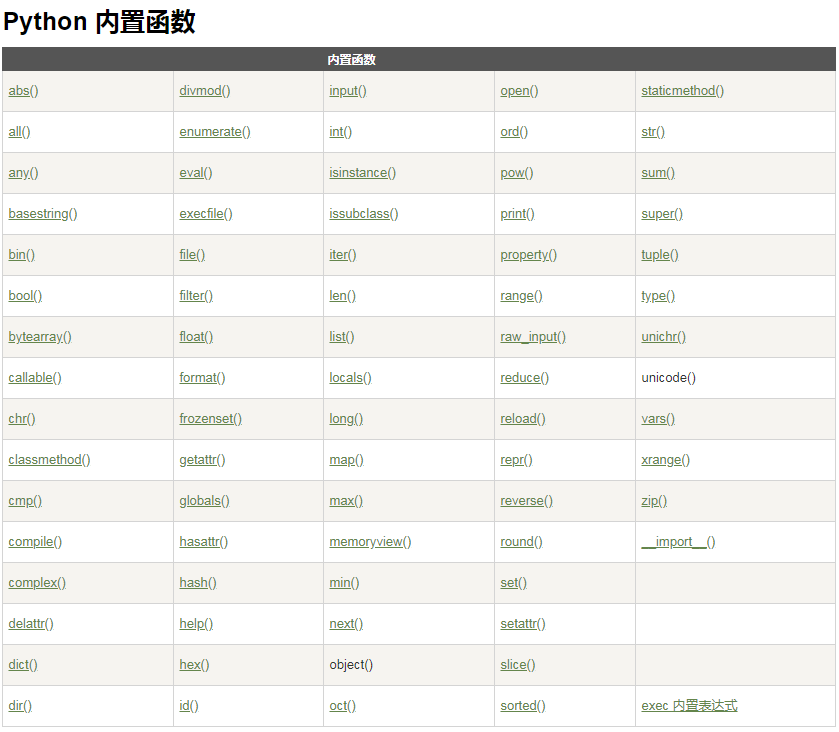 Python 内置函数
内置函数
abs() divmod() input() open() staticmethod()
all() enumerate() int() ord() str()
any() eval() isinstance() pow() sum()
basestring() execfile() issubclass() print() super()
bin() file() iter() property() tuple()
bool() filter() len() range() type()
bytearray() float() list() raw_input() unichr()
callable() format() locals() reduce() unicode()
chr() frozenset() long() reload() vars()
classmethod() getattr() map() repr() xrange()
cmp() globals() max() reverse() zip()
compile() hasattr() memoryview() round() __import__()
complex() hash() min() set()
delattr() help() next() setattr()
dict() hex() object() slice()
dir() id() oct() sorted() exec 内置表达式